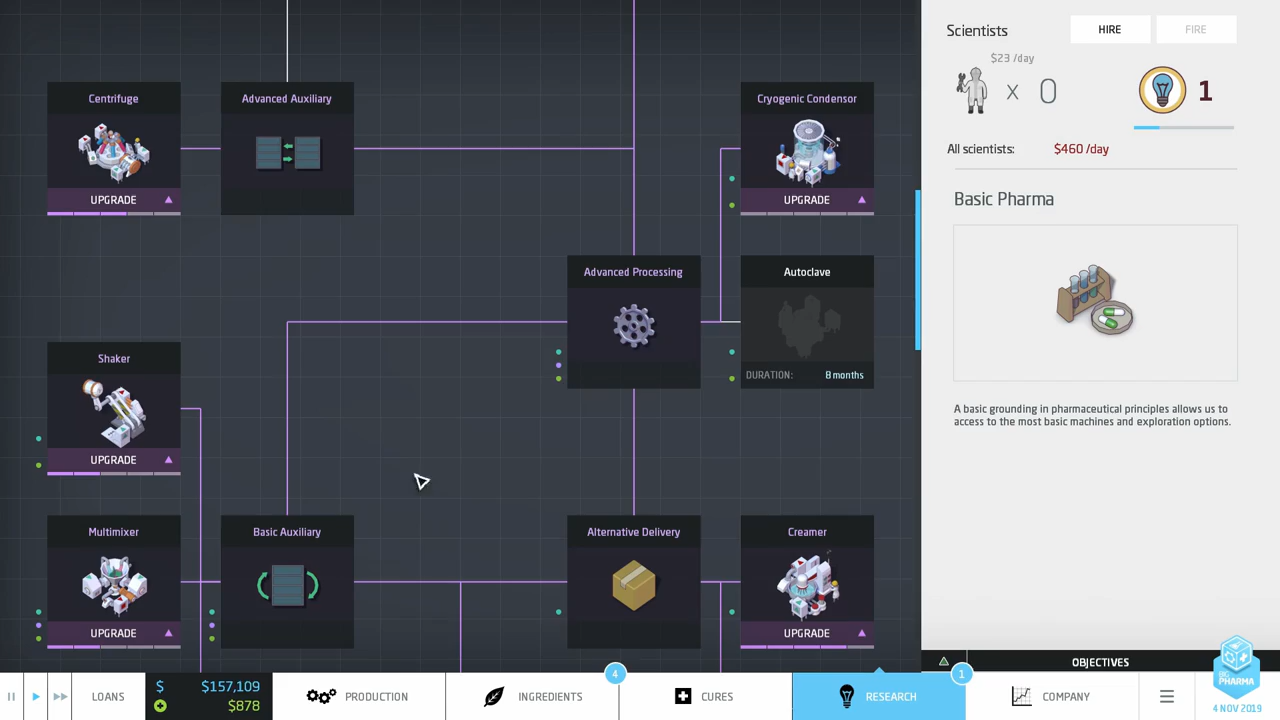 Centrifuge
UPGRADE
Advanced Auxiliary
Cryogenic Condensor
UPGRADE
Advanced Processing
Autoclave
DURATION: 8 months
Shaker
UPGRADE
Multimixer
UPGRADE
Basic Auxiliary
Alternative Delivery
Creamer
UPGRADE
Scientists
HIRE
FIRE
$23 /day
X 0
1
All scientists: $460 /day
Basic Pharma
A basic grounding in pharmaceutical principles allows us to
access to the most basic machines and exploration options.
OBJECTIVES
LOANS
$ $157,109
$878
PRODUCTION
4
INGREDIENTS
CURES
RESEARCH
1
COMPANY
BIG
PHARMA
4 NOV 2019